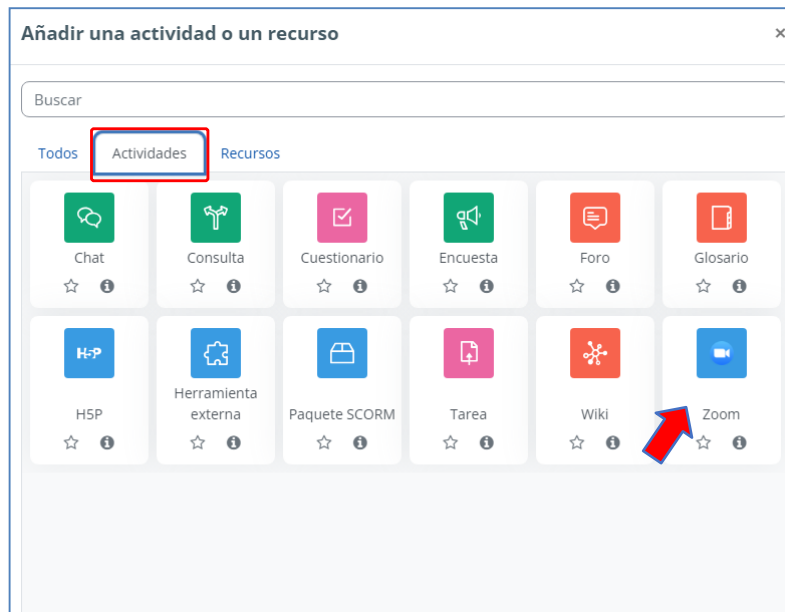 Añadir una actividad o un recurso
×
Buscar
Todos Actividades Recursos
Chat Consulta Cuestionario Encuesta Foro Glosario
H-P
Herramienta
H5P externa Paquete SCORM Tarea Wiki Zoom